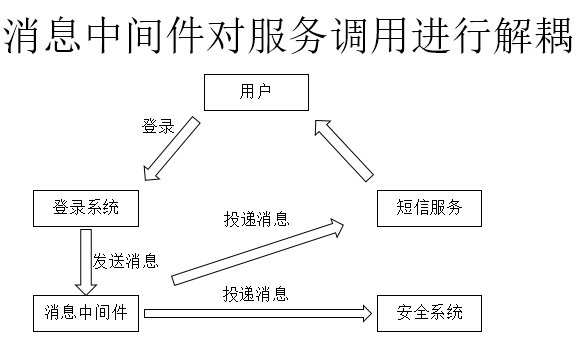 消息中间件对服务调用进行解耦
用户
登录
登录系统
短信服务
投递消息
发送消息
投递消息
消息中间件
安全系统